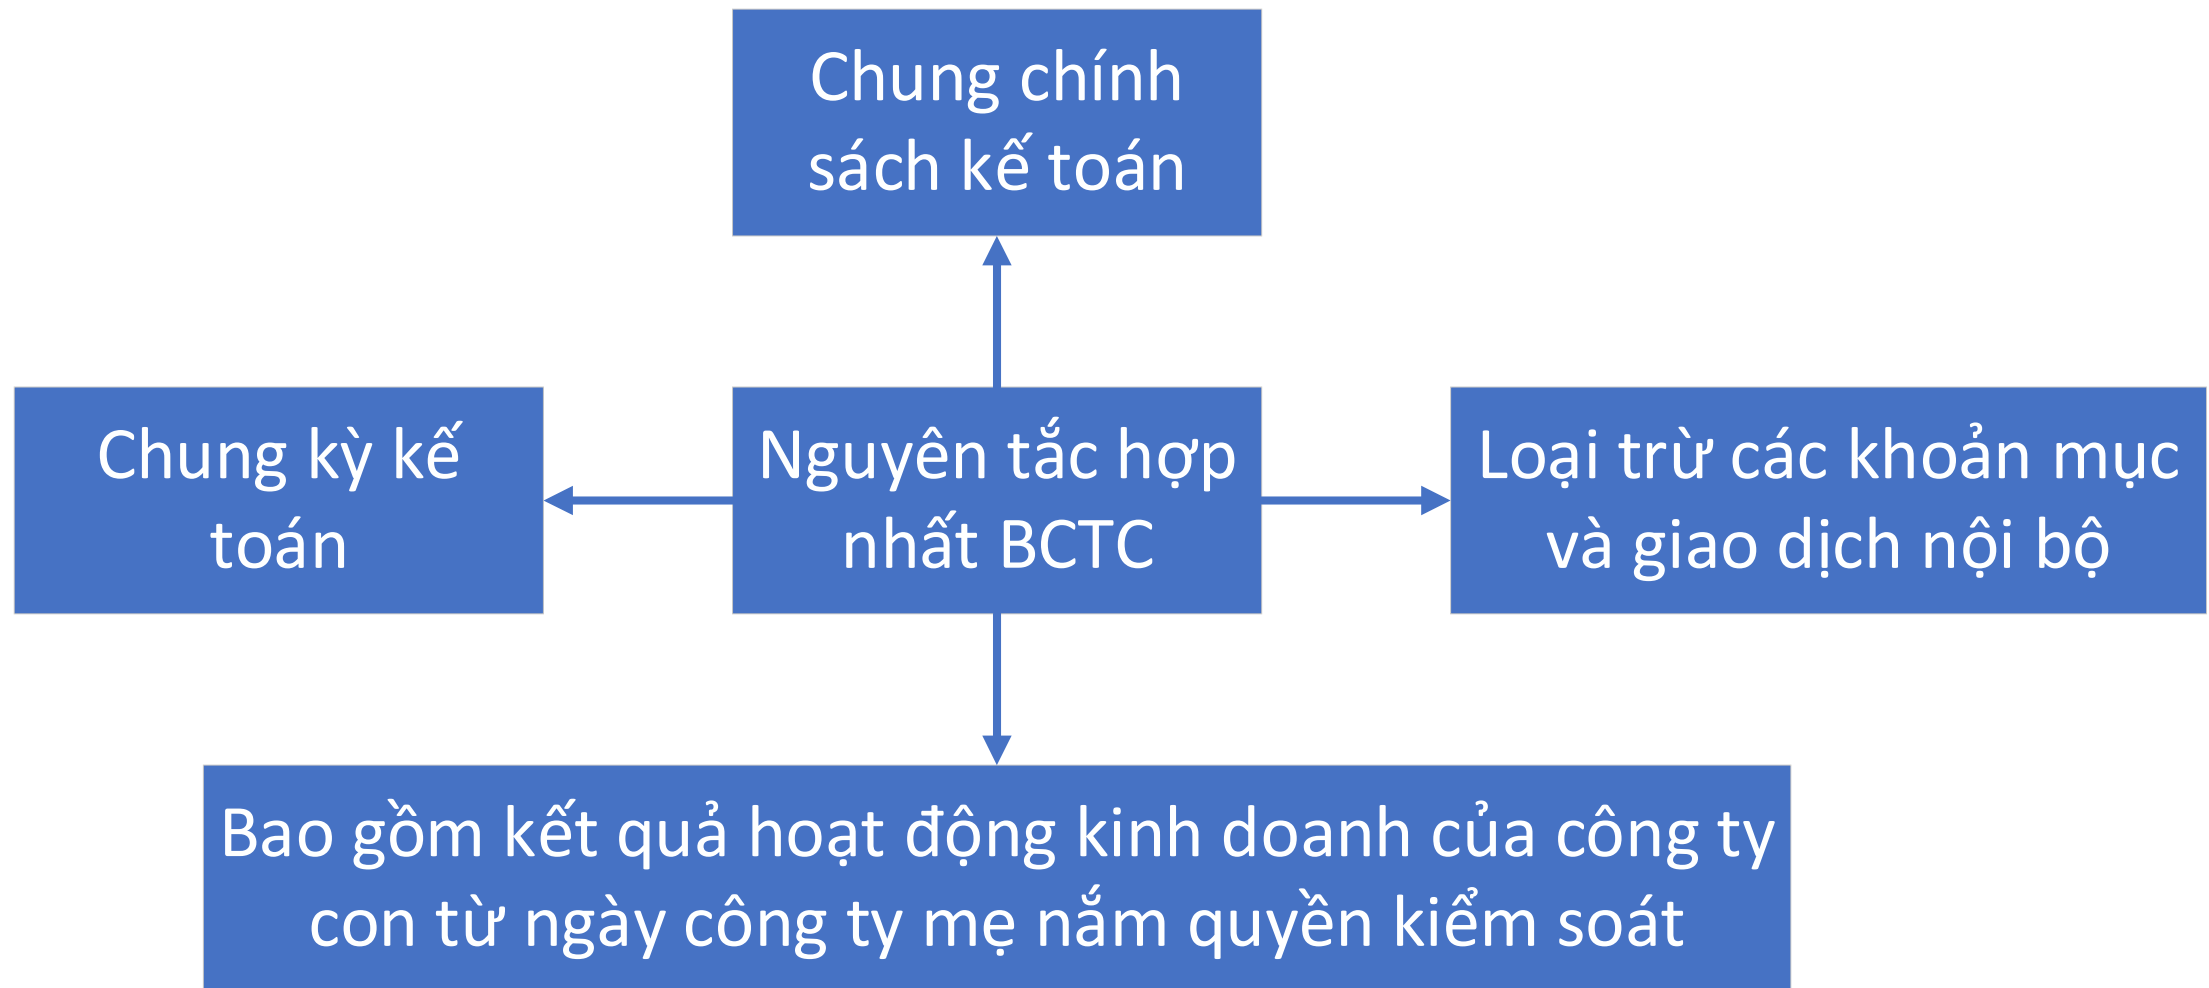 Chung chính
sách kế toán
Chung kỳ kế
toán
Nguyên tắc hợp
nhất BCTC
Loại trừ các khoản mục
và giao dịch nội bộ
Bao gồm kết quả hoạt động kinh doanh của công ty
con từ ngày công ty mẹ nắm quyền kiểm soát